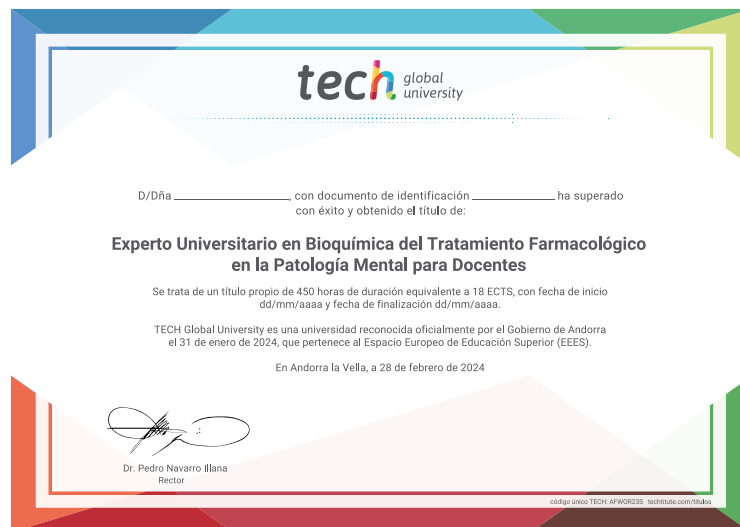 tech global university
D/Dña ______________, con documento de identificación ______________ ha superado
con éxito y obtenido el título de:
Experto Universitario en Bioquímica del Tratamiento Farmacológico
en la Patología Mental para Docentes
Se trata de un título propio de 450 horas de duración equivalente a 18 ECTS, con fecha de inicio
dd/mm/aaaa y fecha de finalización dd/mm/aaaa.
TECH Global University es una universidad reconocida oficialmente por el Gobierno de Andorra
el 31 de enero de 2024, que pertenece al Espacio Europeo de Educación Superior (EEES).
En Andorra la Vella, a 28 de febrero de 2024
Dr. Pedro Navarro Illana
Rector
código único TECH: AFWOR23S techtitute.com/titulos